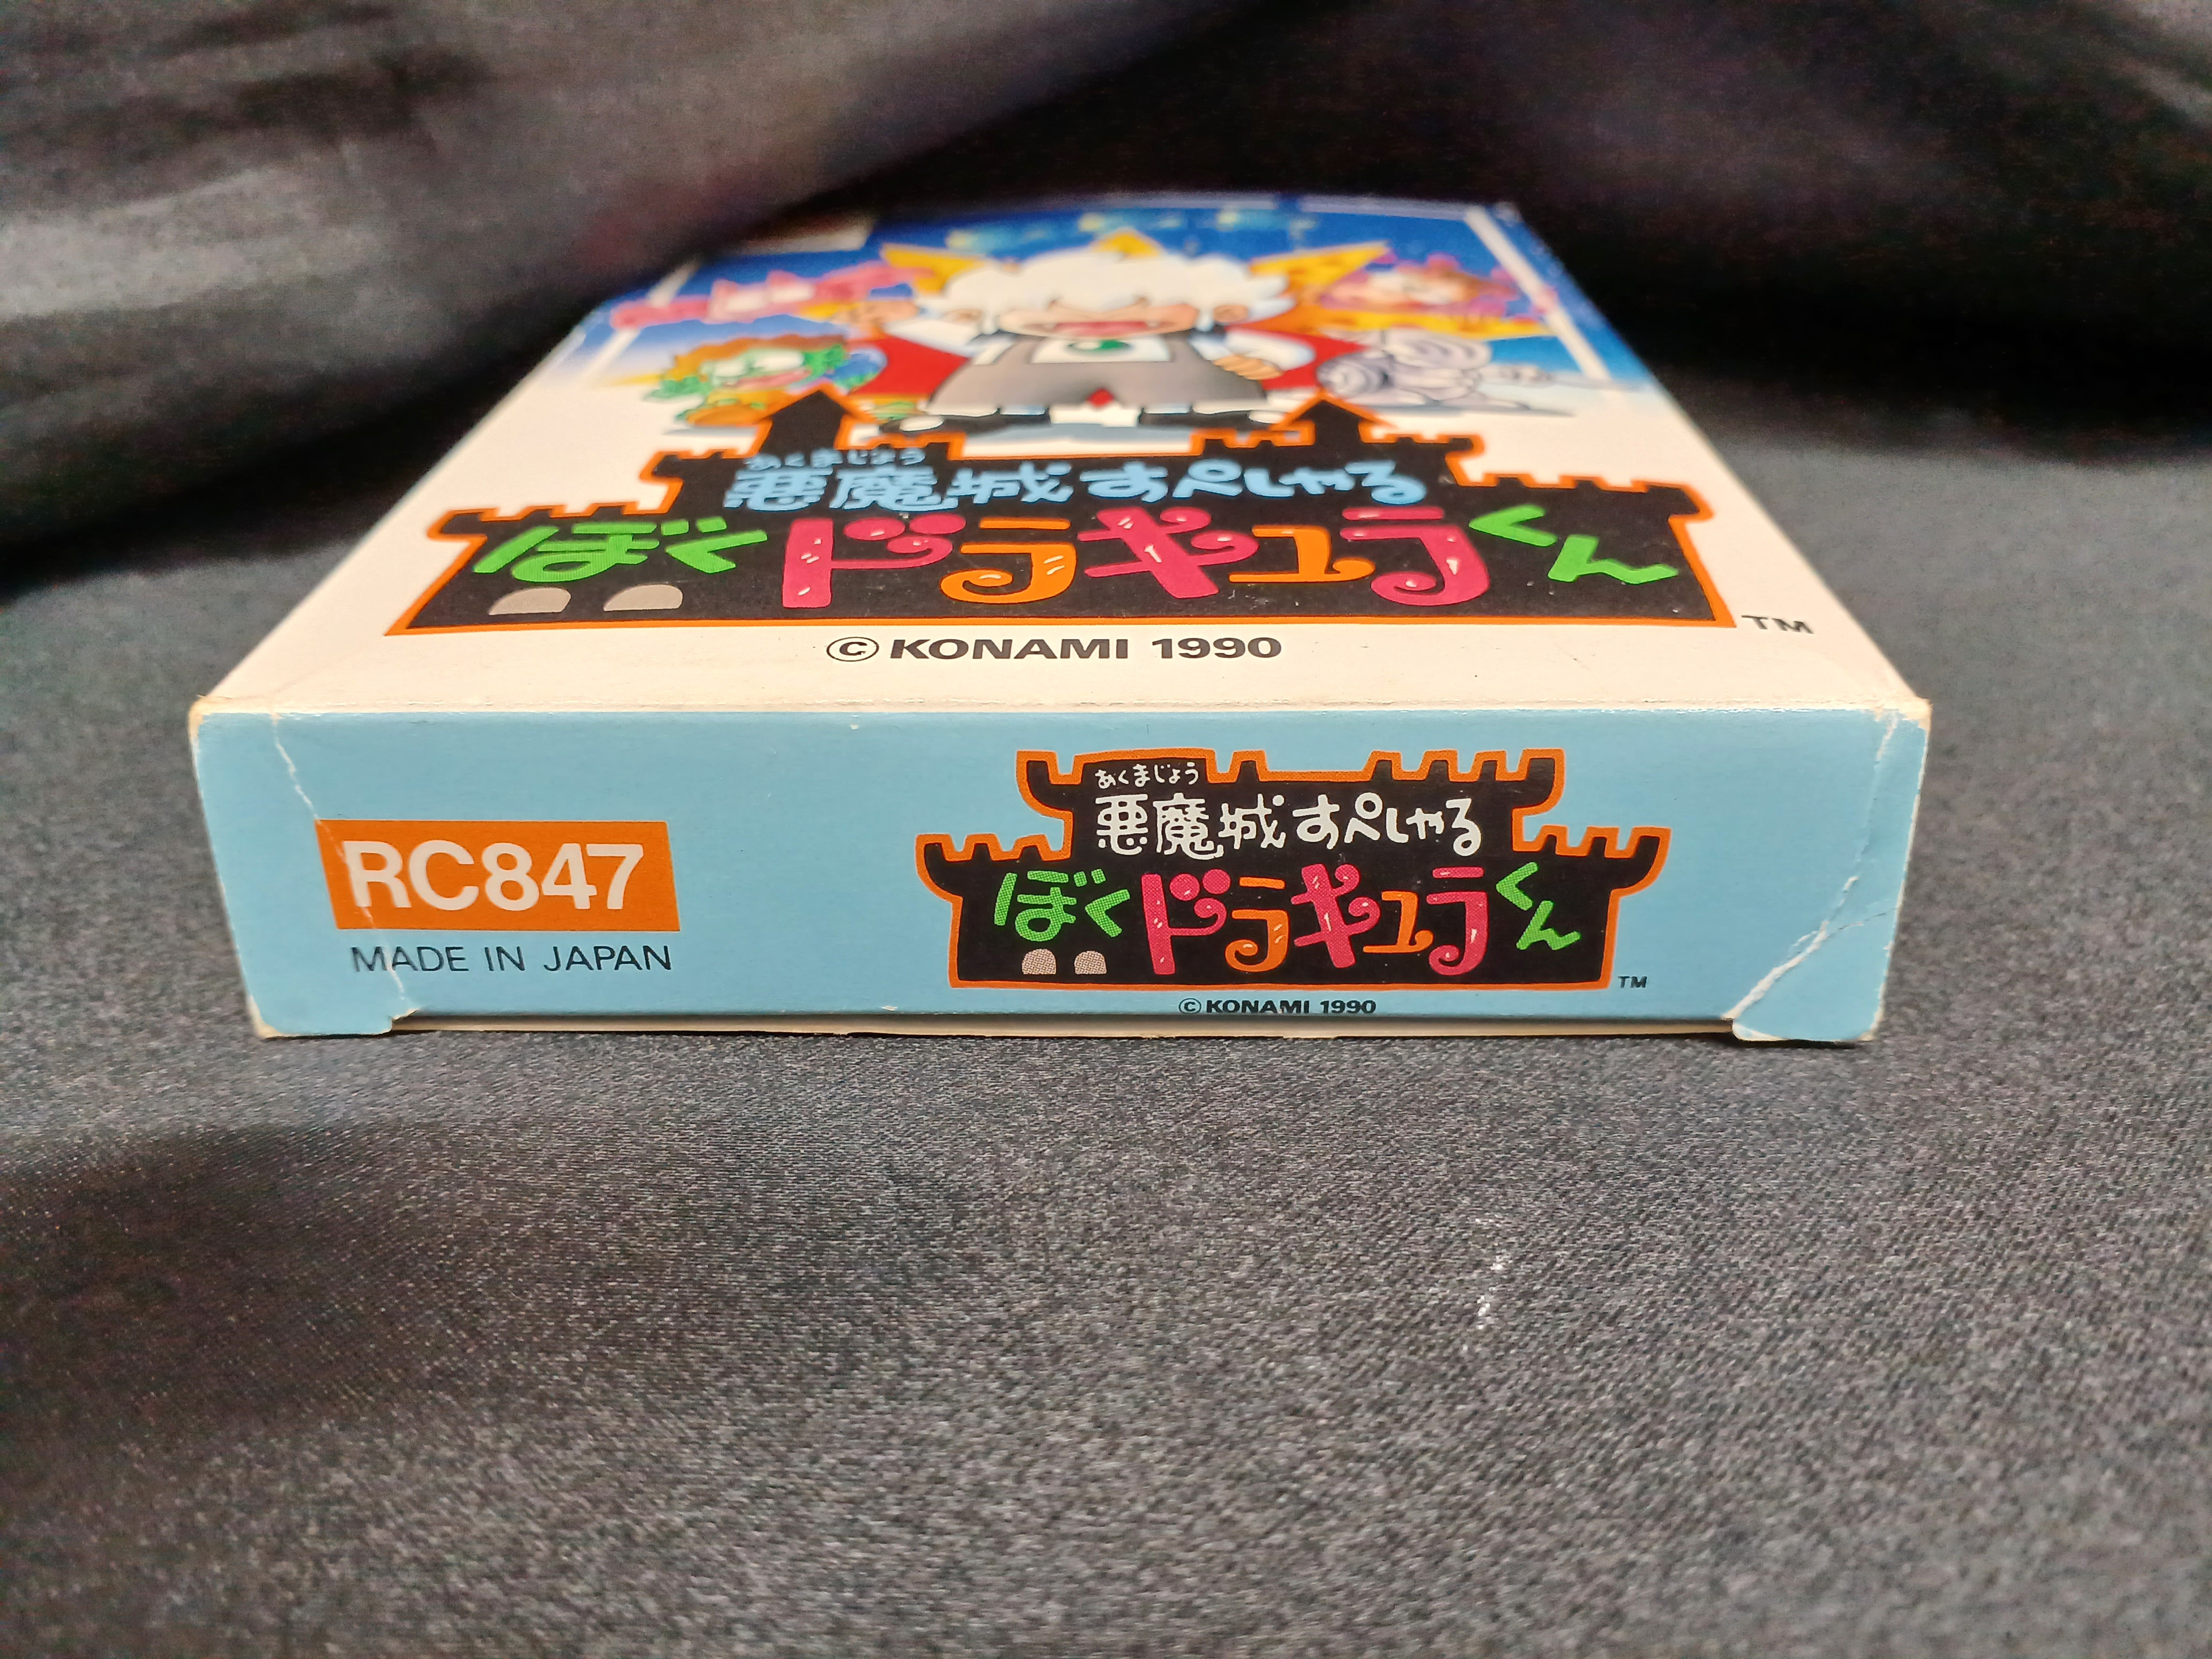 あくまじょう
悪魔城すぺしゃる
ぼくドラキュラくん
TM
© KONAMI 1990
RC847
MADE IN JAPAN
あくまじょう
悪魔城すぺしゃる
ぼくドラキュラくん
TM
© KONAMI 1990